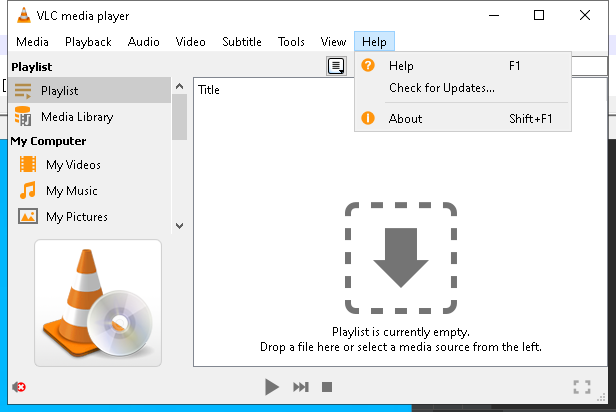 VLC media player
Media Playback Audio Video Subtitle Tools View Help
Playlist
Playlist
Media Library
My Computer
My Videos
My Music
My Pictures
Title
Help F1
Check for Updates...
About Shift+F1
Playlist is currently empty.
Drop a file here or select a media source from the left.